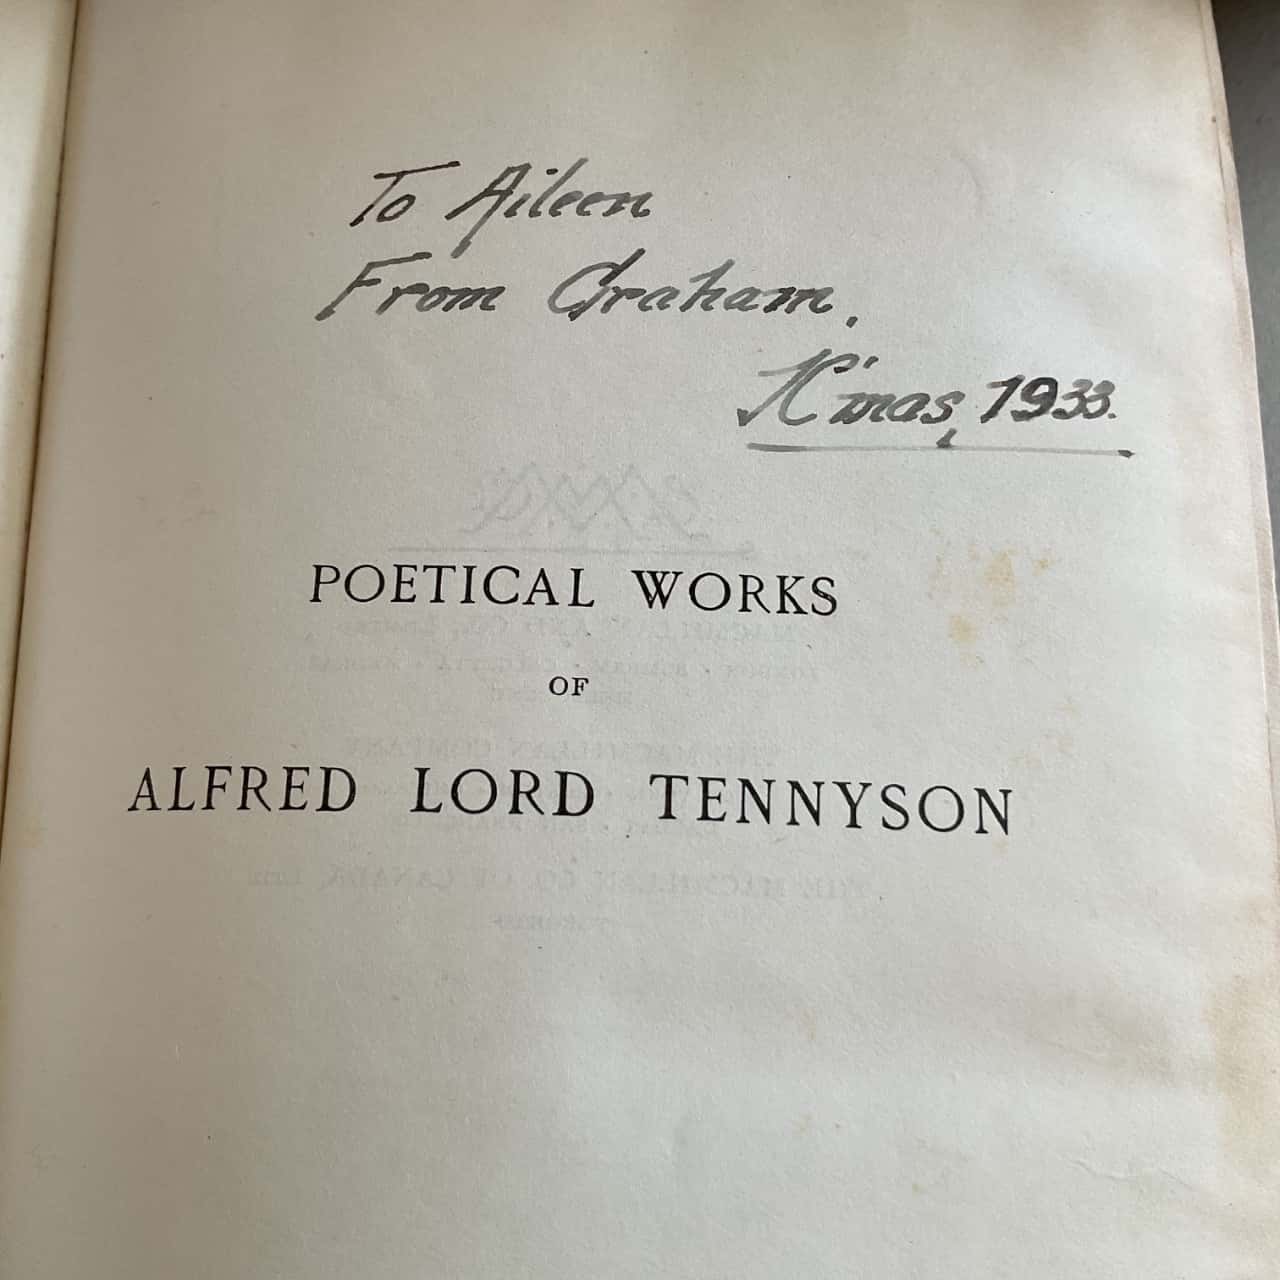 To Aileen
From Graham.
X'mas, 1933.
POETICAL WORKS
OF
ALFRED LORD TENNYSON